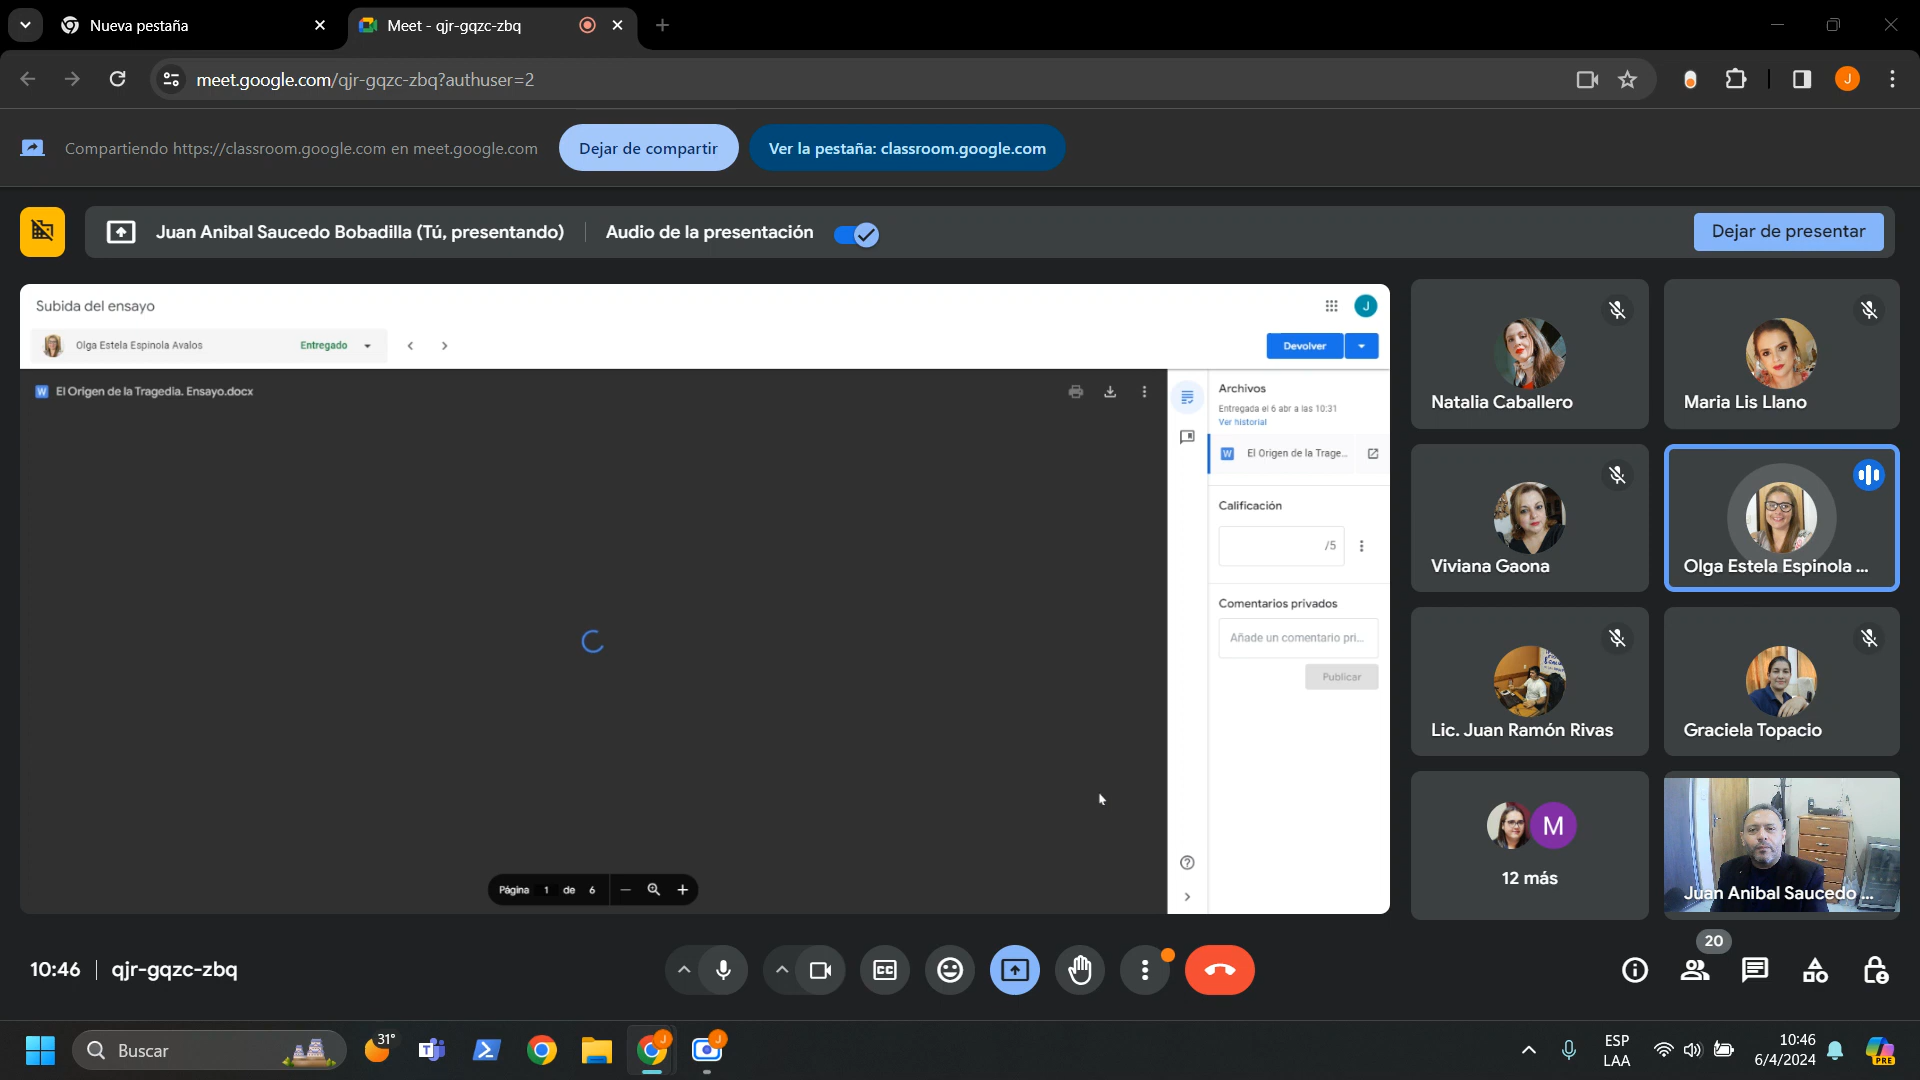 Nueva pestaña
Meet - qjr-gqzc-zbq
meet.google.com/qjr-gqzc-zbq?authuser=2
J
Compartiendo https://classroom.google.com en meet.google.com
Dejar de compartir
Ver la pestaña: classroom.google.com
Juan Anibal Saucedo Bobadilla (Tú, presentando)
Audio de la presentación
Dejar de presentar
Subida del ensayo
J
Olga Estela Espinola Avalos
Entregado
Devolver
W El Origen de la Tragedia. Ensayo.docx
Archivos
Entregada el 6 abr a las 10:31
Ver historial
W El Origen de la Trage...
Calificación
/5
Comentarios privados
Añade un comentario pri...
Publicar
Página 1 de 6
Natalia Caballero
Maria Lis Llano
Viviana Gaona
Olga Estela Espinola ...
Lic. Juan Ramón Rivas
Graciela Topacio
M
12 más
Juan Anibal Saucedo ...
10:46
qjr-gqzc-zbq
CC
20
Buscar
31°
J
J
ESP
LAA
10:46
6/4/2024
PRE